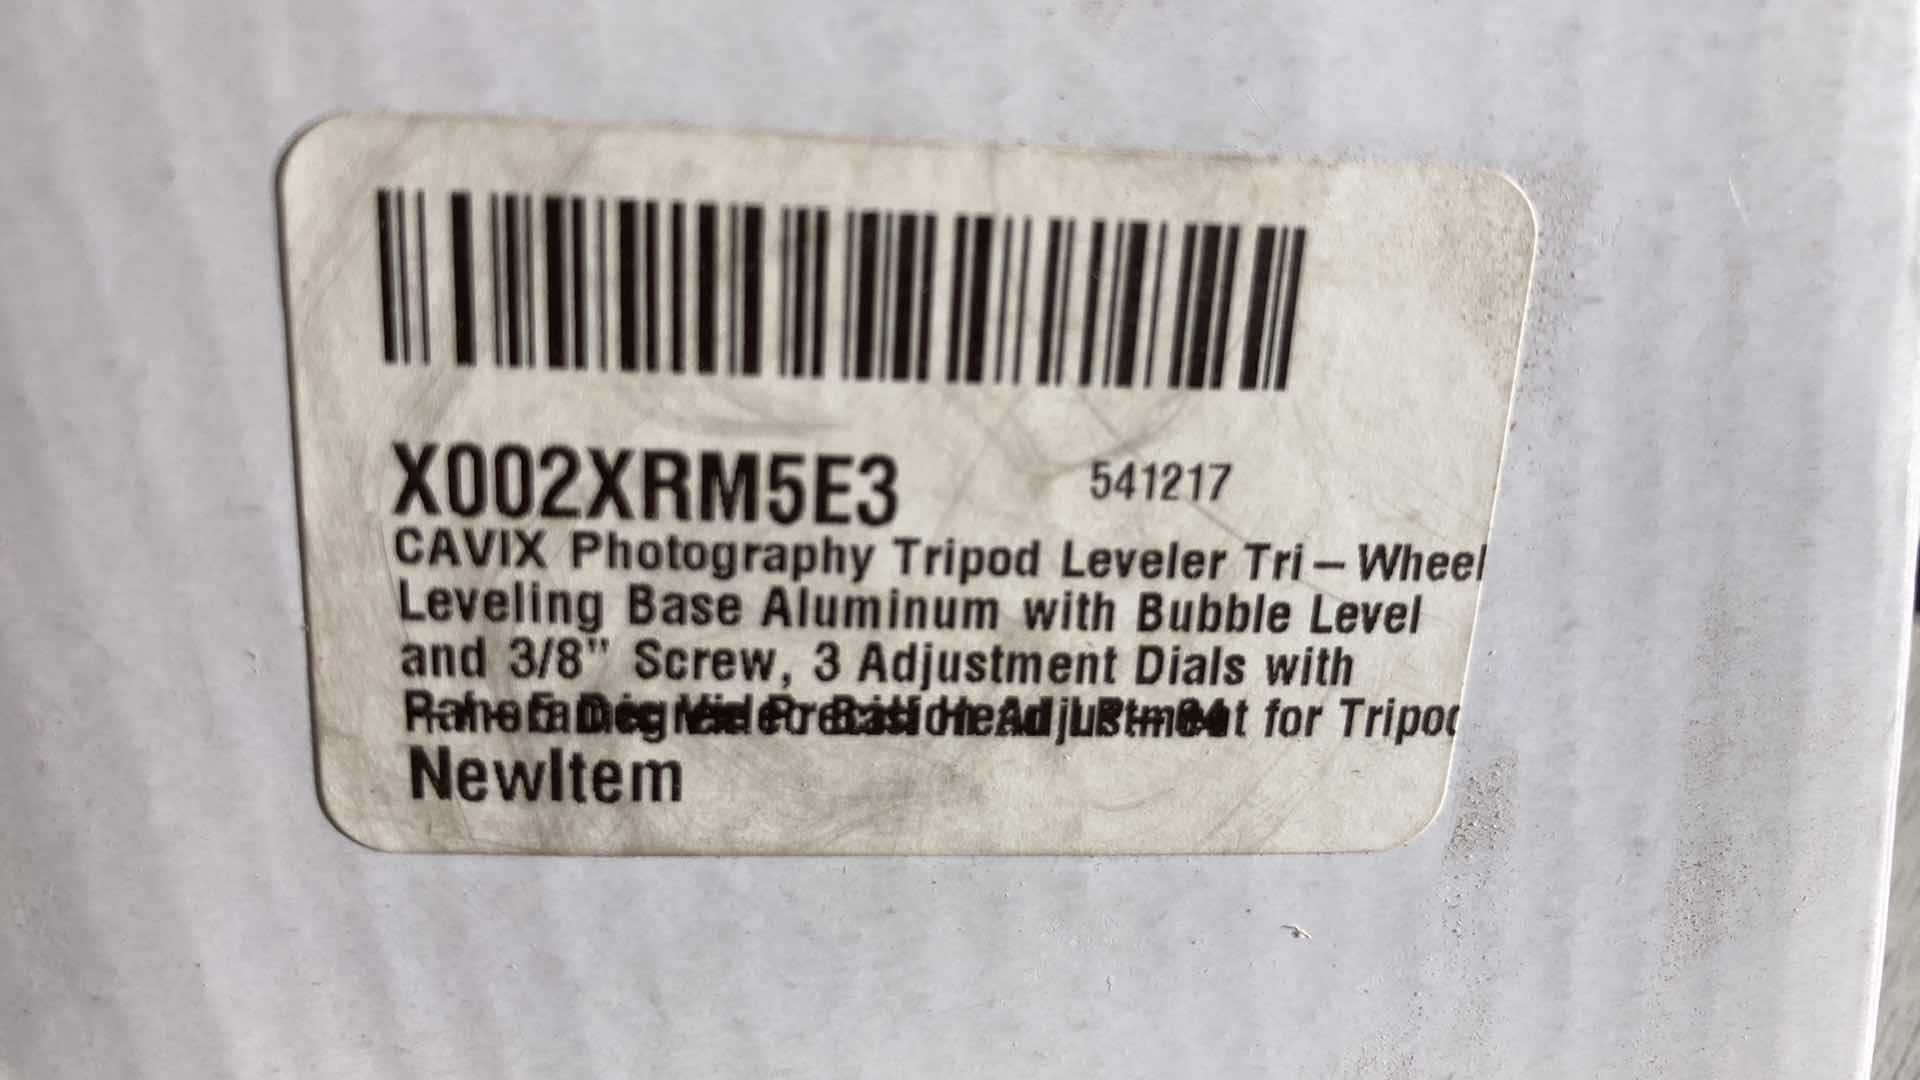 X002XRM5E3 541217
CAVIX Photography Tripod Leveler Tri-Wheel
Leveling Base Aluminum with Bubble Level
and 3/8" Screw, 3 Adjustment Dials with
for Tripod
NewItem